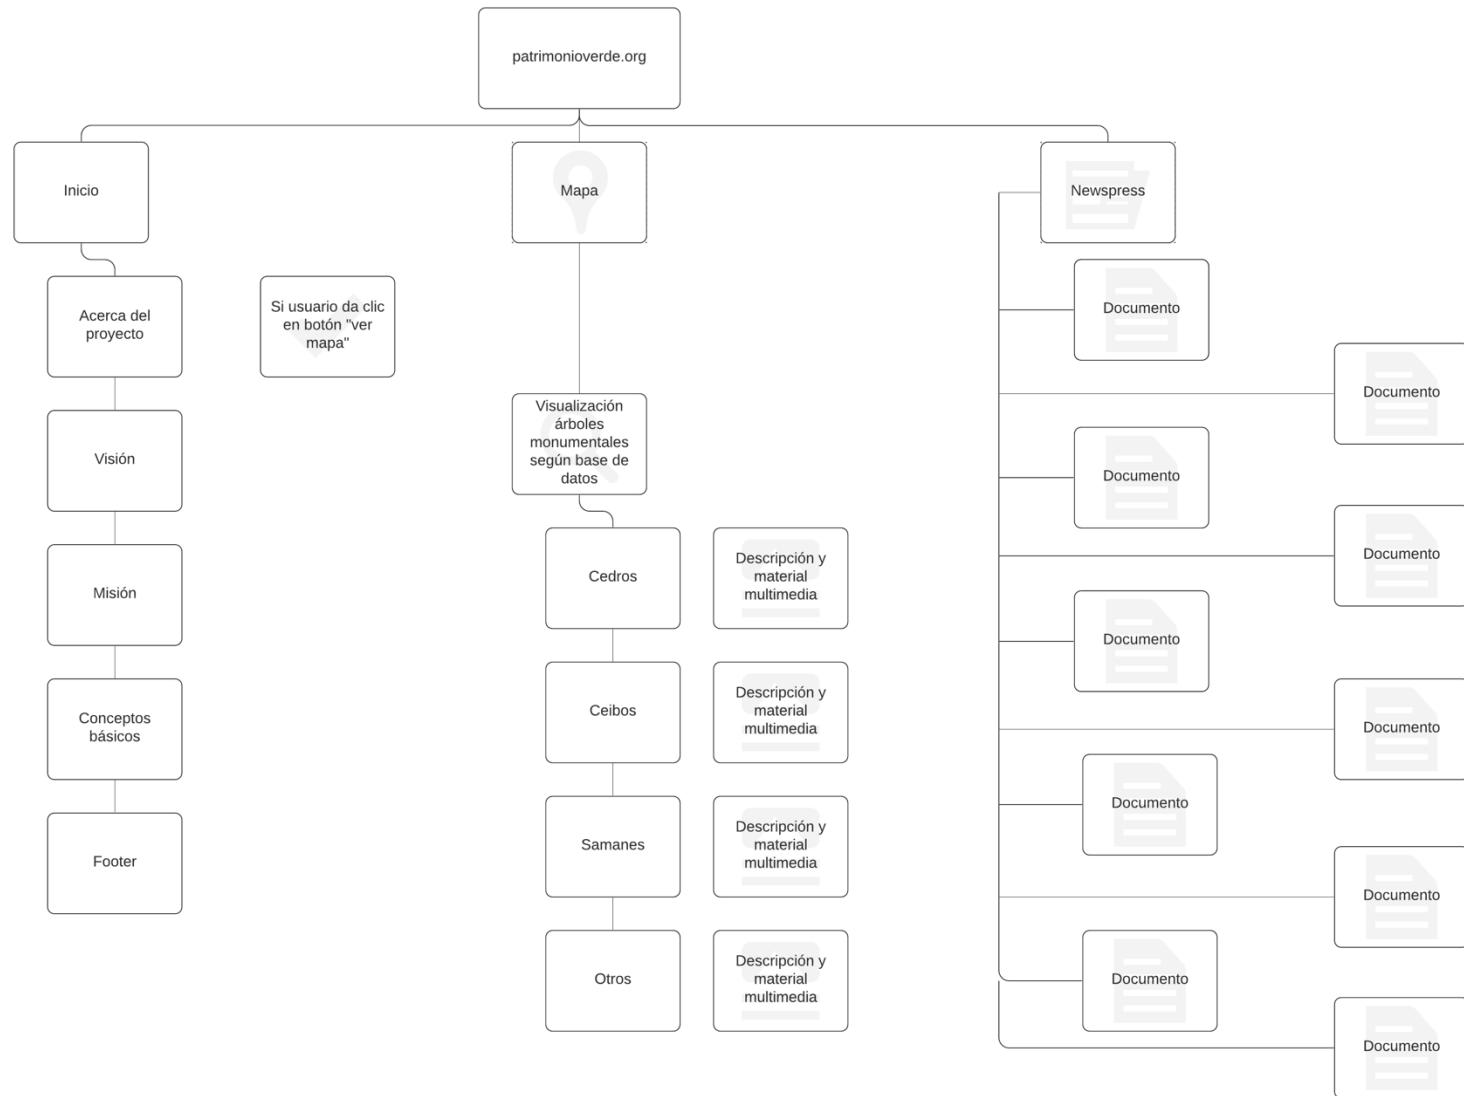 patrimonioverde.org
Inicio
Mapa
Newspress
Acerca del
proyecto
Si usuario da clic
en botón "ver
mapa"
Visión
Misión
Conceptos
básicos
Footer
Visualización
árboles
monumentales
según base de
datos
Cedros
Descripción y
material
multimedia
Ceibos
Descripción y
material
multimedia
Samanes
Descripción y
material
multimedia
Otros
Descripción y
material
multimedia
Documento
Documento
Documento
Documento
Documento
Documento
Documento
Documento
Documento
Documento